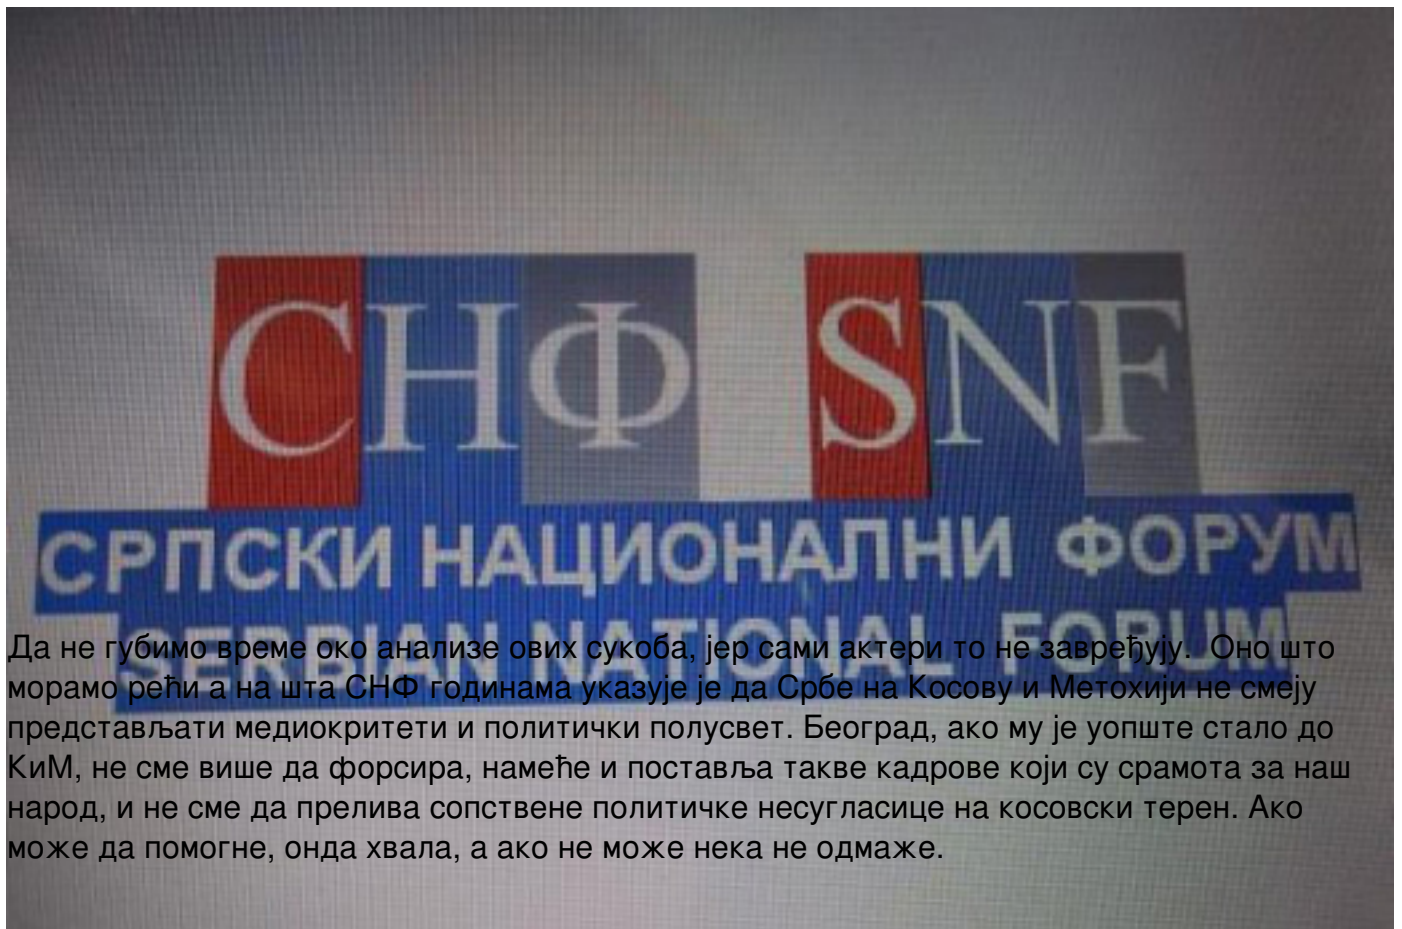 СНФ SNF
СРПСКИ НАЦИОНАЛНИ ФОРУМ
SERBIAN NATIONAL FORUM
Да не губимо време око анализе ових сукоба, јер сами актери то не завређују. Оно што
морамо рећи а на шта СНФ годинама указује је да Србе на Косову и Метохији не смеју
представљати медиокритети и политички полусвет. Београд, ако му је уопште стало до
КиМ, не сме више да форсира, намеће и поставља такве кадрове који су срамота за наш
народ, и не сме да прелива сопствене политичке несугласице на косовски терен. Ако
може да помогне, онда хвала, а ако не може нека не одмаже.